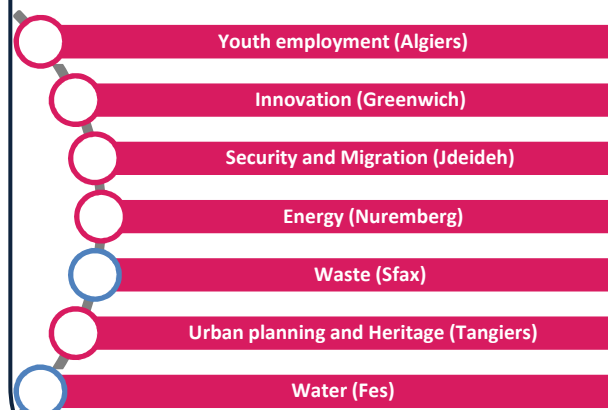 Youth employment (Algiers)
Innovation (Greenwich)
Security and Migration (Jdeideh)
Energy (Nuremberg)
Waste (Sfax)
Urban planning and Heritage (Tangiers)
Water (Fes)